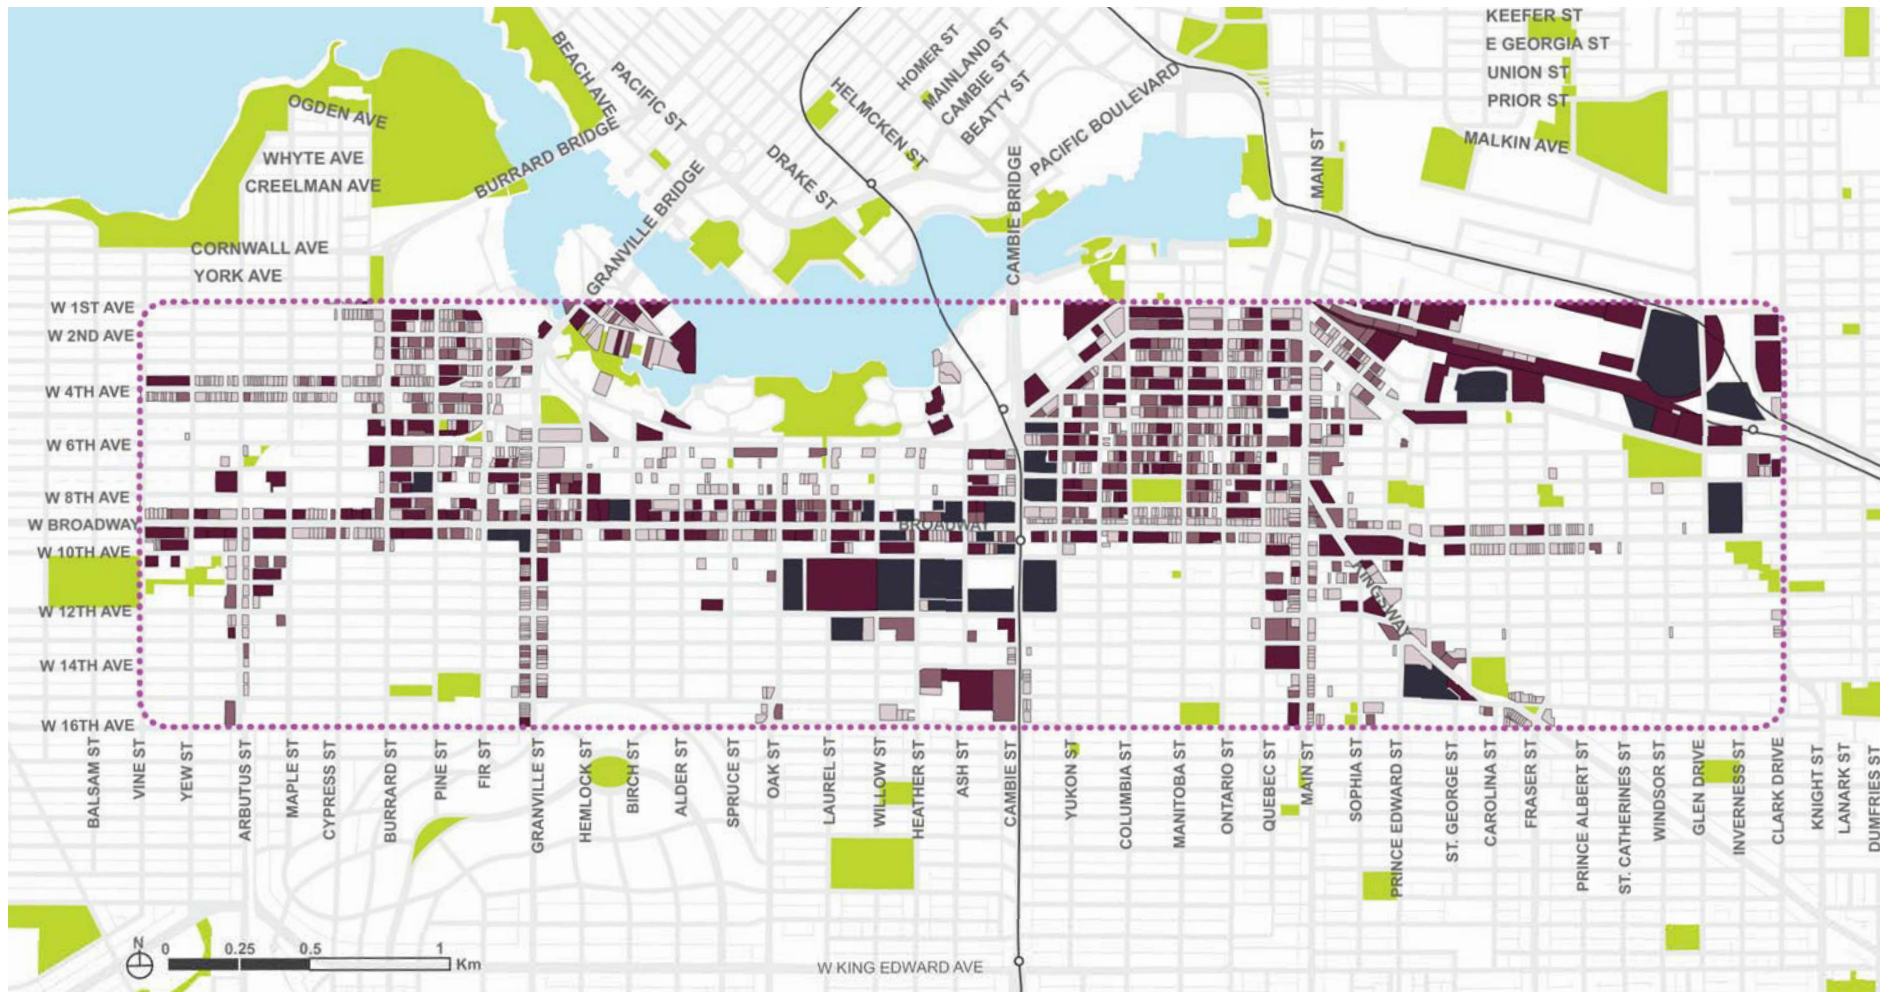 KEEFER ST
E GEORGIA ST
UNION ST
PRIOR ST
MALKIN AVE
BEACH AVE
PACIFIC ST
HOMER ST
MAINLAND ST
CAMBIE ST
BEATTY ST
HELMCKEN ST
PACIFIC BOULEVARD
DRAKE ST
MAIN ST
OGDEN AVE
WHYTE AVE
CREELMAN AVE
BURRARD BRIDGE
GRANVILLE BRIDGE
CAMBIE BRIDGE
CORNWALL AVE
YORK AVE
W 1ST AVE
W 2ND AVE
W 4TH AVE
W 6TH AVE
W 8TH AVE
W BROADWAY
BROADWAY
W 10TH AVE
KINGSWAY
W 12TH AVE
W 14TH AVE
W 16TH AVE
BALSAM ST
VINE ST
YEW ST
ARBUTUS ST
MAPLE ST
CYPRESS ST
BURRARD ST
PINE ST
FIR ST
GRANVILLE ST
HEMLOCK ST
BIRCH ST
ALDER ST
SPRUCE ST
OAK ST
LAUREL ST
WILLOW ST
HEATHER ST
ASH ST
CAMBIE ST
YUKON ST
COLUMBIA ST
MANITOBA ST
ONTARIO ST
QUEBEC ST
MAIN ST
SOPHIA ST
PRINCE EDWARD ST
ST. GEORGE ST
CAROLINA ST
FRASER ST
PRINCE ALBERT ST
ST. CATHERINES ST
WINDSOR ST
GLEN DRIVE
INVERNESS ST
CLARK DRIVE
KNIGHT ST
LANARK ST
DUMFRIES ST
N
0 0.25 0.5 1
Km
W KING EDWARD AVE